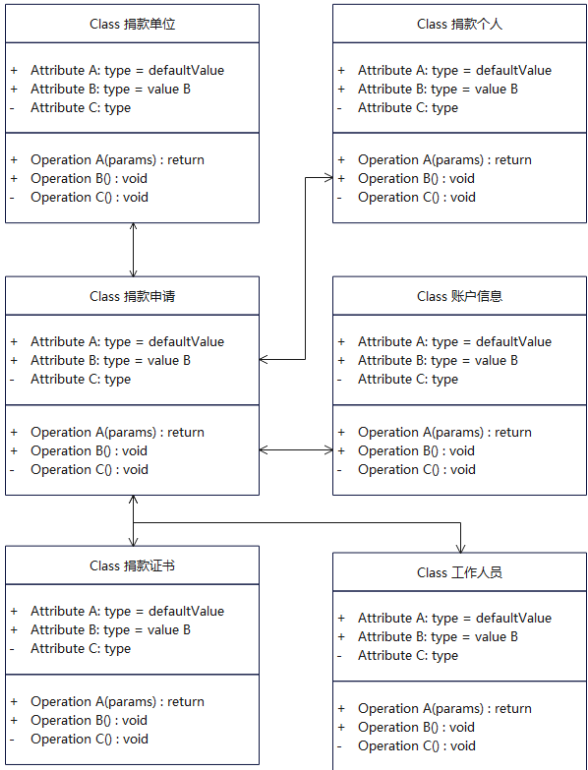 Class 捐款单位
+ Attribute A: type = defaultValue
+ Attribute B: type = value B
- Attribute C: type
+ Operation A(params) : return
+ Operation B() : void
- Operation C() : void
Class 捐款个人
+ Attribute A: type = defaultValue
+ Attribute B: type = value B
- Attribute C: type
+ Operation A(params) : return
+ Operation B() : void
- Operation C() : void
Class 捐款申请
+ Attribute A: type = defaultValue
+ Attribute B: type = value B
- Attribute C: type
+ Operation A(params) : return
+ Operation B() : void
- Operation C() : void
Class 账户信息
+ Attribute A: type = defaultValue
+ Attribute B: type = value B
- Attribute C: type
+ Operation A(params) : return
+ Operation B() : void
- Operation C() : void
Class 捐款证书
+ Attribute A: type = defaultValue
+ Attribute B: type = value B
- Attribute C: type
+ Operation A(params) : return
+ Operation B() : void
- Operation C() : void
Class 工作人员
+ Attribute A: type = defaultValue
+ Attribute B: type = value B
- Attribute C: type
+ Operation A(params) : return
+ Operation B() : void
- Operation C() : void